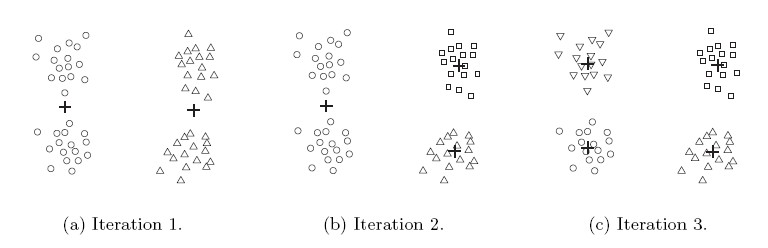 (a) Iteration 1.
(b) Iteration 2.
(c) Iteration 3.